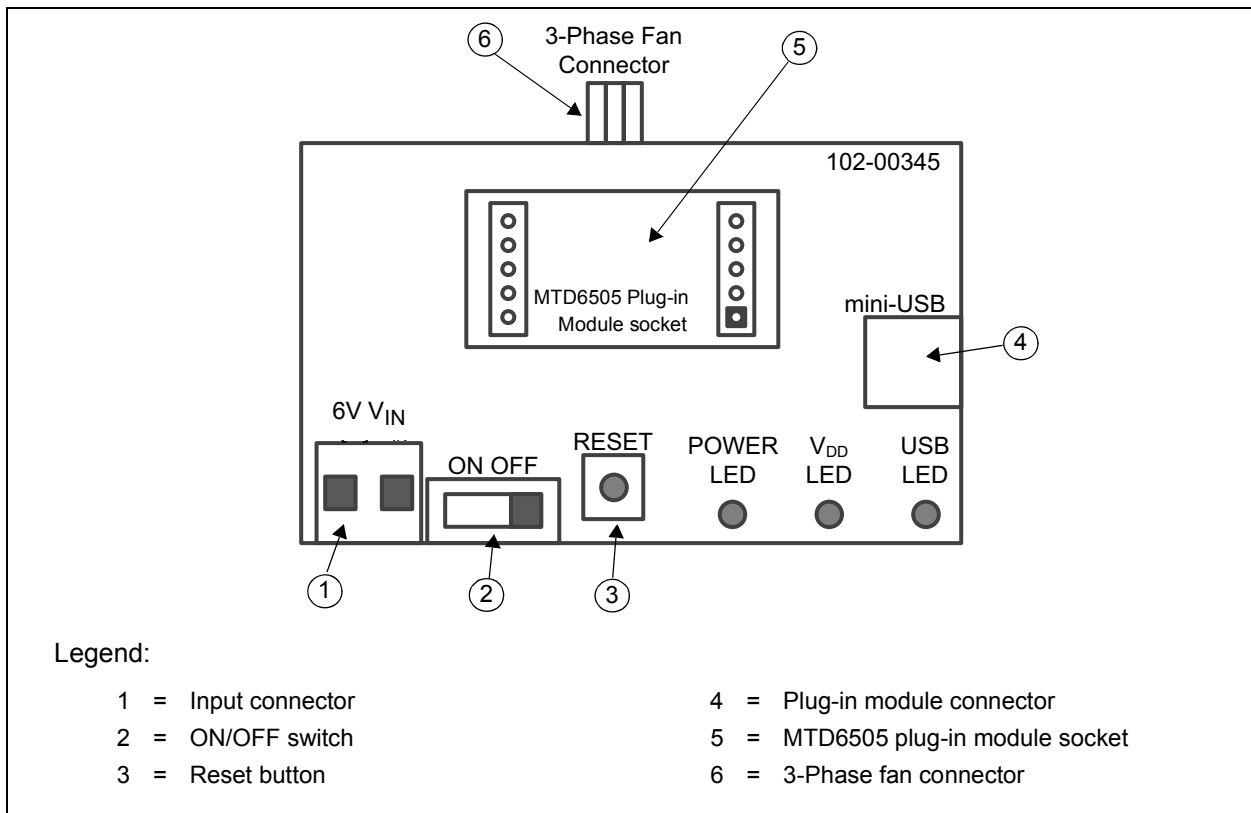 6
3-Phase Fan
Connector
5
102-00345
MTD6505 Plug-in
Module socket
mini-USB
4
6V VIN
ON OFF
RESET
POWER
LED
VDD
LED
USB
LED
1
2
3
Legend:
1 = Input connector
2 = ON/OFF switch
3 = Reset button
4 = Plug-in module connector
5 = MTD6505 plug-in module socket
6 = 3-Phase fan connector